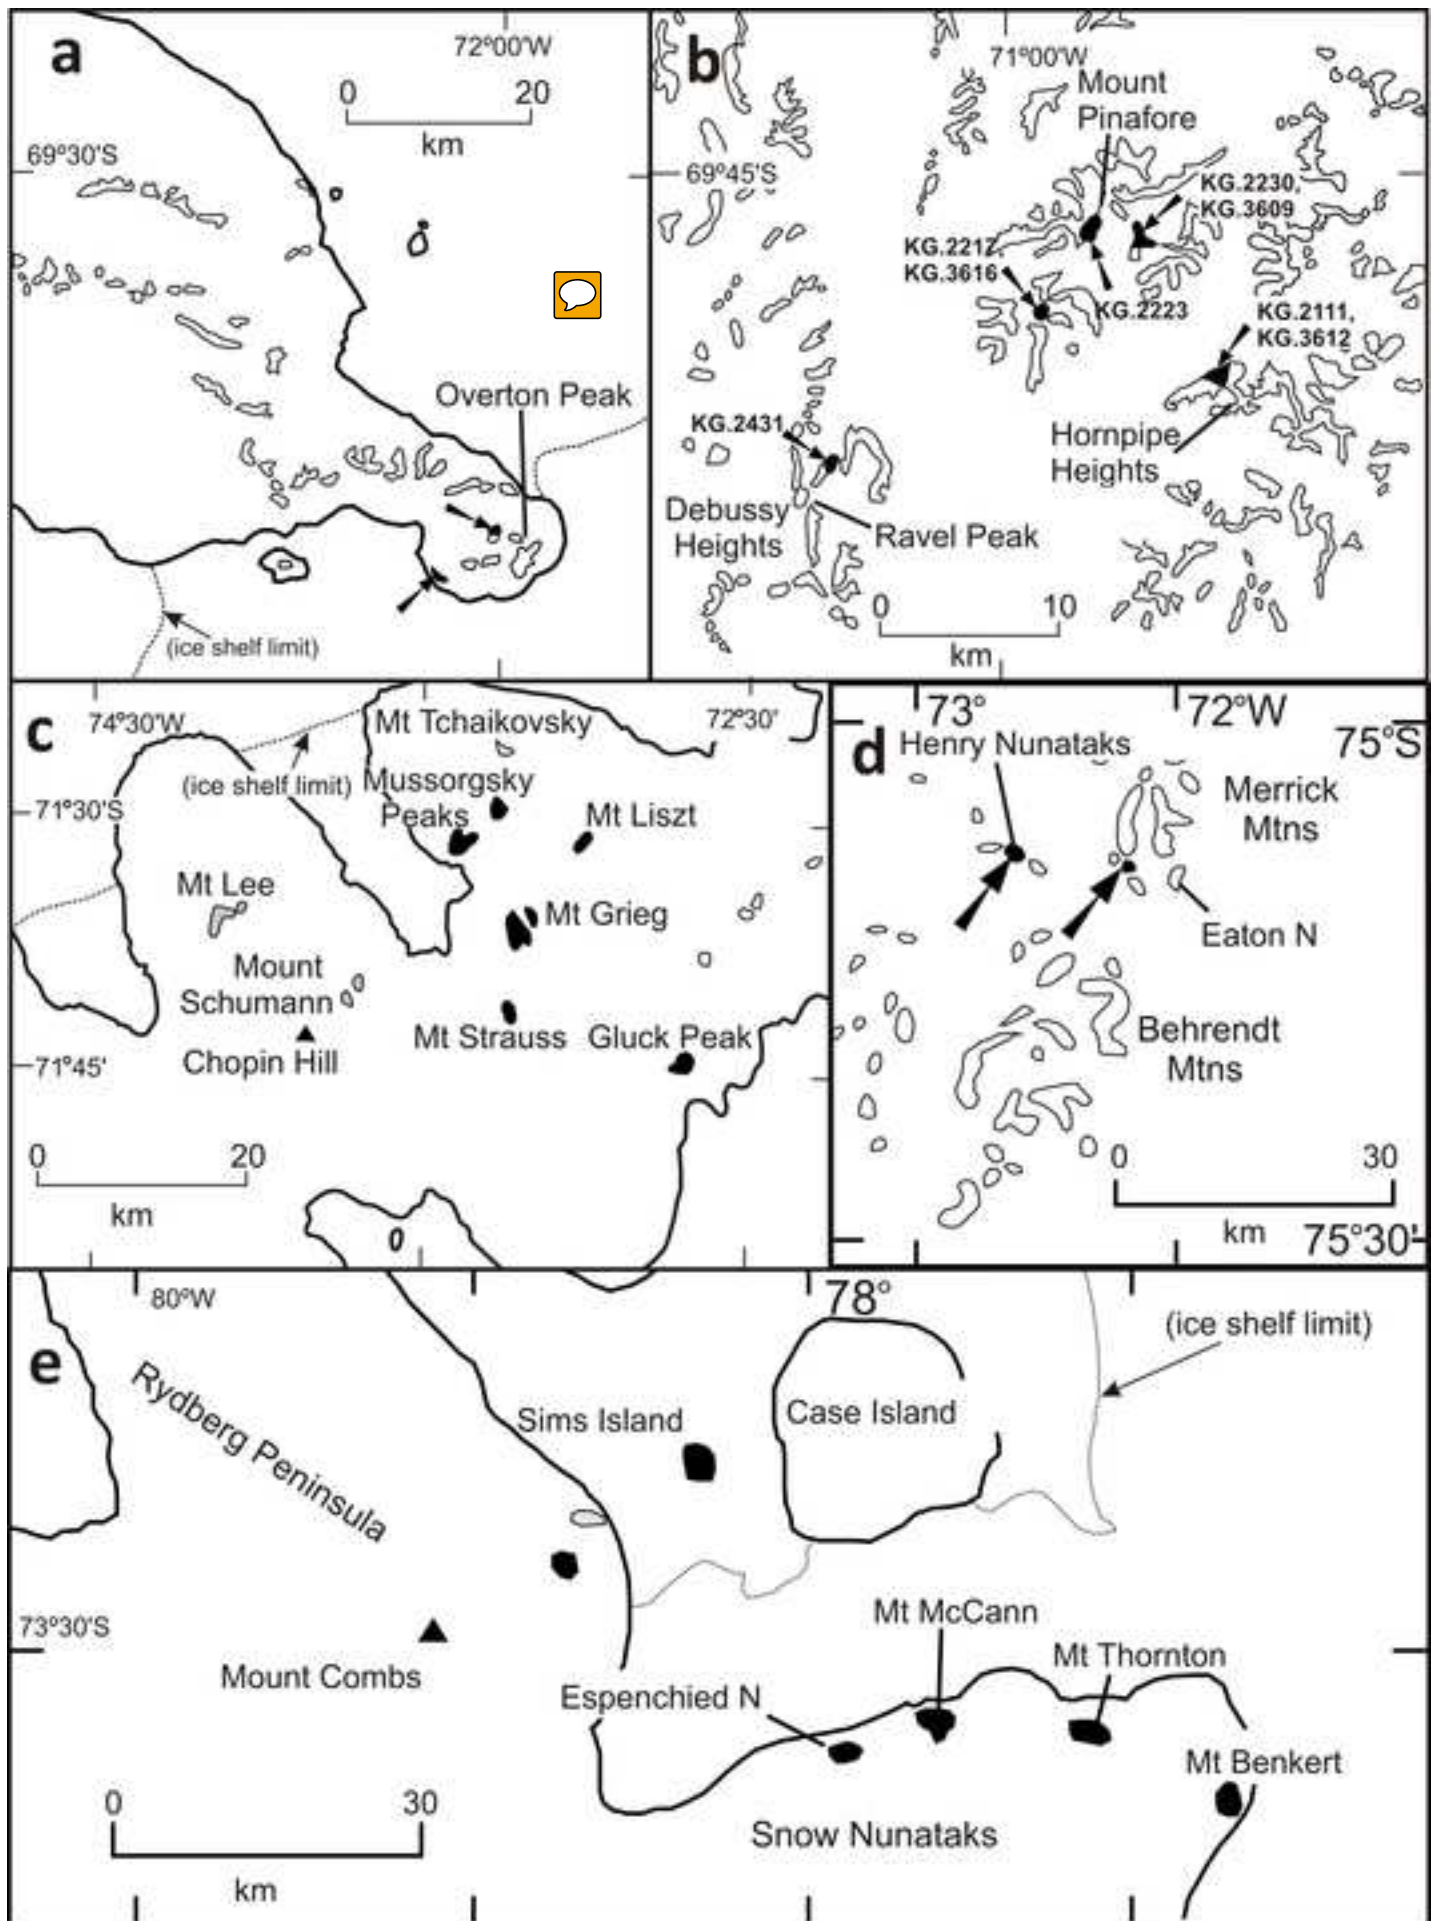 a
72°00'W
0 20
km
69°30'S
Overton Peak
(ice shelf limit)
b
71°00'W
Mount
Pinafore
69°45'S
KG.2230,
KG.3609
KG.2217,
KG.3616
KG.2223
KG.2111,
KG.3612
KG.2431
Hornpipe
Heights
Debussy
Heights
Ravel Peak
0 10
km
c
74°30'W
72°30'
Mt Tchaikovsky
(ice shelf limit)
Mussorgsky
Peaks
71°30'S
Mt Liszt
Mt Lee
Mt Grieg
Mount
Schumann
Mt Strauss
Gluck Peak
Chopin Hill
71°45'
0 20
km
d
73°
72°W
75°S
Henry Nunataks
Merrick
Mtns
Eaton N
Behrendt
Mtns
0 30
km
75°30'
e
80°W
78°
(ice shelf limit)
Rydberg Peninsula
Sims Island
Case Island
73°30'S
Mount Combs
Mt McCann
Mt Thornton
Espenchied N
Mt Benkert
0 30
km
Snow Nunataks